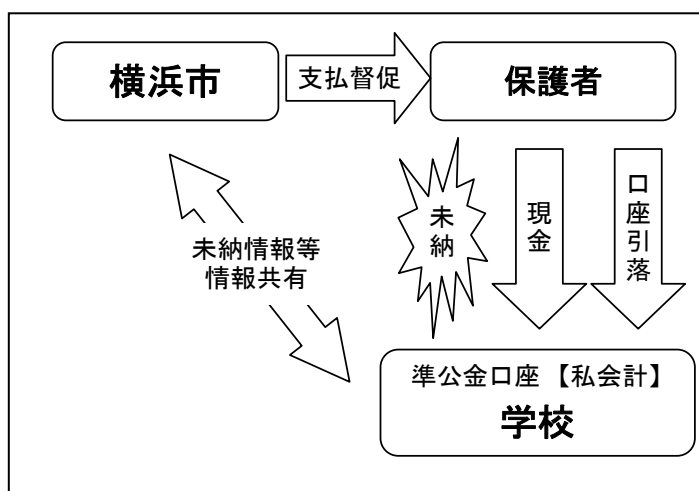 横浜市
支払督促
保護者
未納
現金
口座引落
未納情報等
情報共有
準公金口座 【私会計】
学校